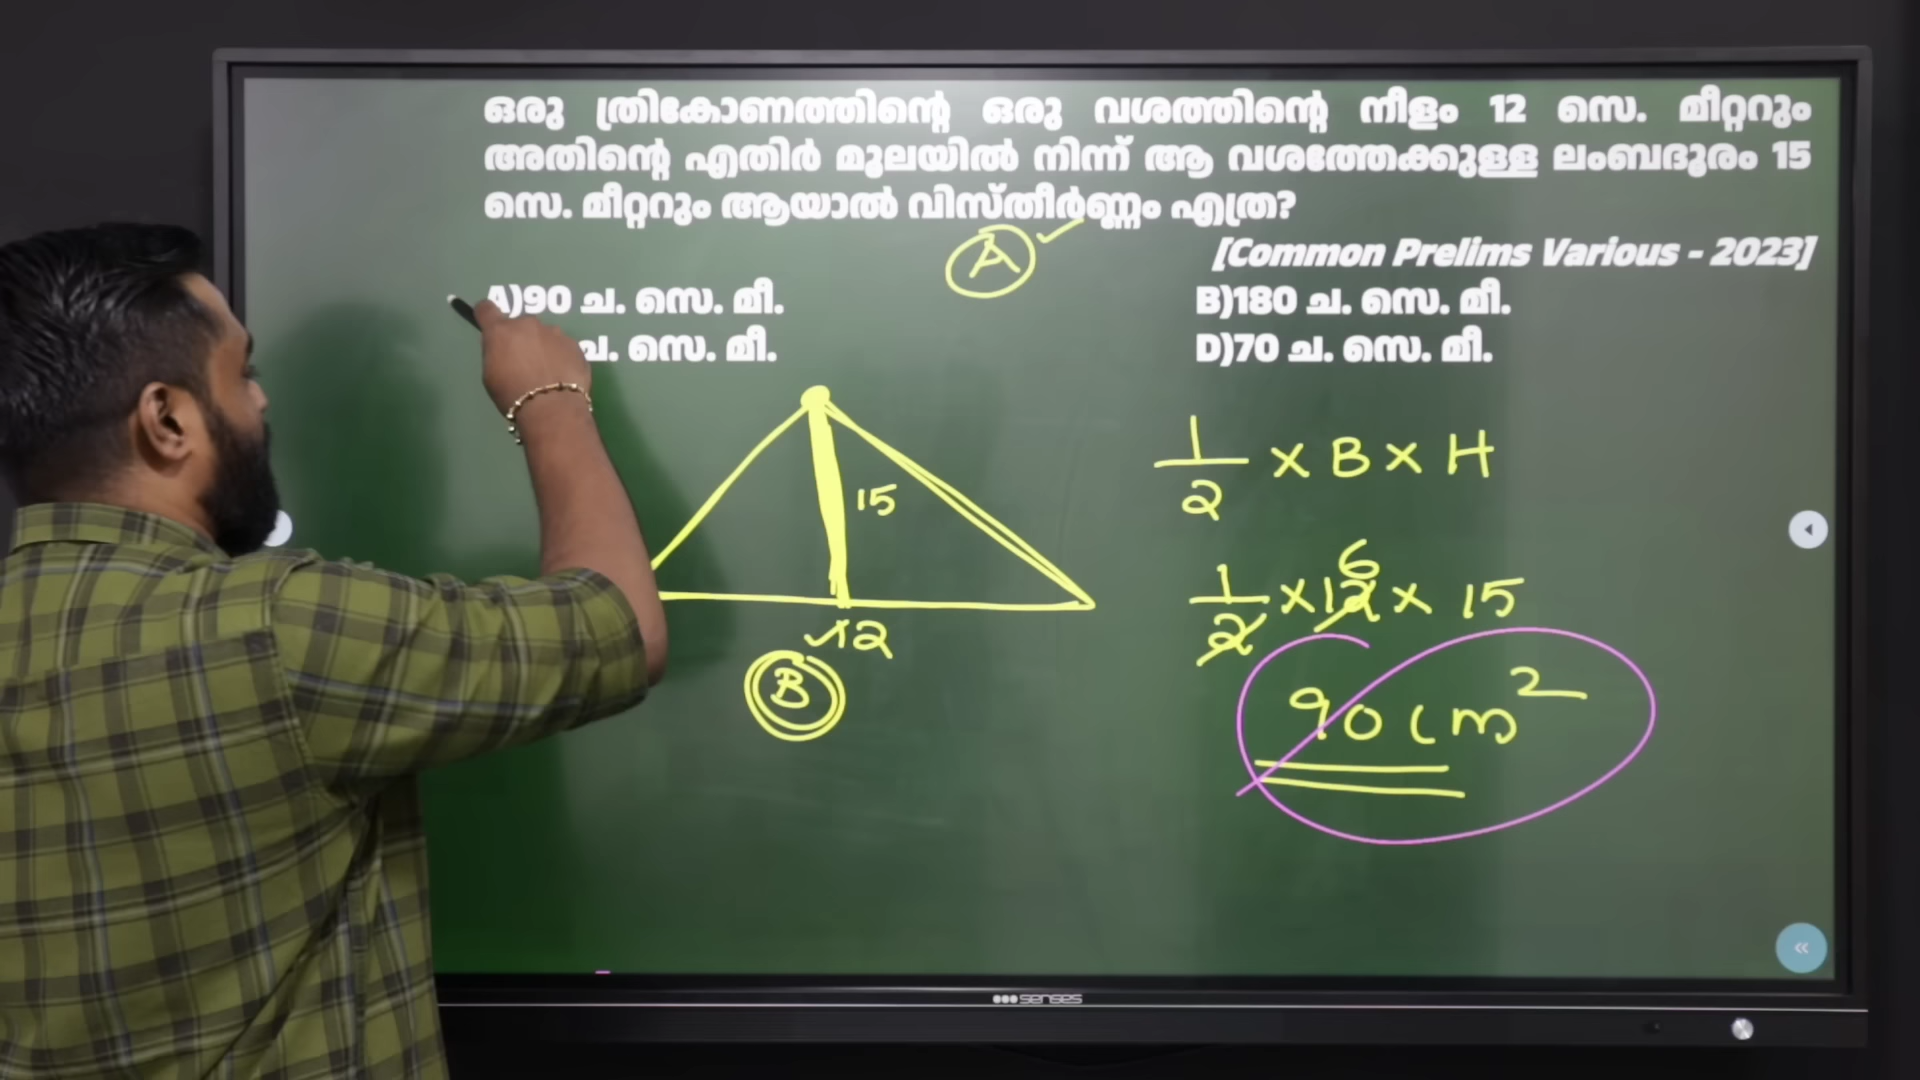 ഒരു ത്രികോണത്തിന്റെ ഒരു വശത്തിന്റെ നീളം 12 സെ. മീറ്ററും
അതിന്റെ എതിർ മൂലയിൽ നിന്ന് ആ വശത്തേക്കുള്ള ലംബദൂരം 15
സെ. മീറ്ററും ആയാൽ വിസ്തീർണ്ണം എത്ര?
A
[Common Prelims Various - 2023]
A)90 ച. സെ. മീ.
B)180 ച. സെ. മീ.
ച. സെ. മീ.
D)70 ച. സെ. മീ.
15
12
B
1/2 × B × H
6
1/2 × 12 × 15
90 cm²
senses